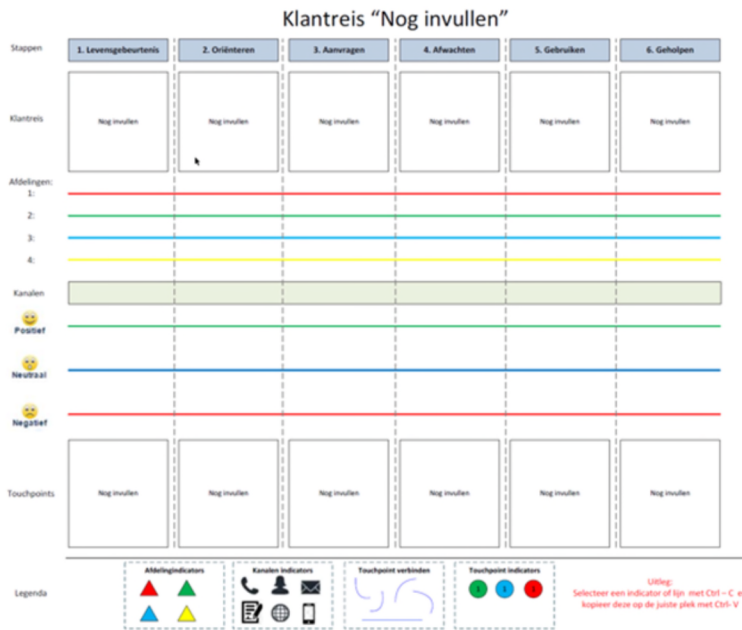 Klantreis “Nog invullen”
Stappen
1. Levensgebeurtenis
2. Oriënteren
3. Aanvragen
4. Afwachten
5. Gebruiken
6. Geholpen
Klantreis
Nog invullen
Nog invullen
Nog invullen
Nog invullen
Nog invullen
Nog invullen
Afdelingen:
1:
2:
3:
4:
Kanalen
Positief
Neutraal
Negatief
Touchpoints
Nog invullen
Nog invullen
Nog invullen
Nog invullen
Nog invullen
Nog invullen
Legenda
Afdelingindicators
Kanalen indicators
Touchpoint verbinden
Touchpoint indicators
1
1
Uitleg:
Selecteer een indicator of lijn met Ctrl – C e
kopieer deze op de juiste plek met Ctrl- V